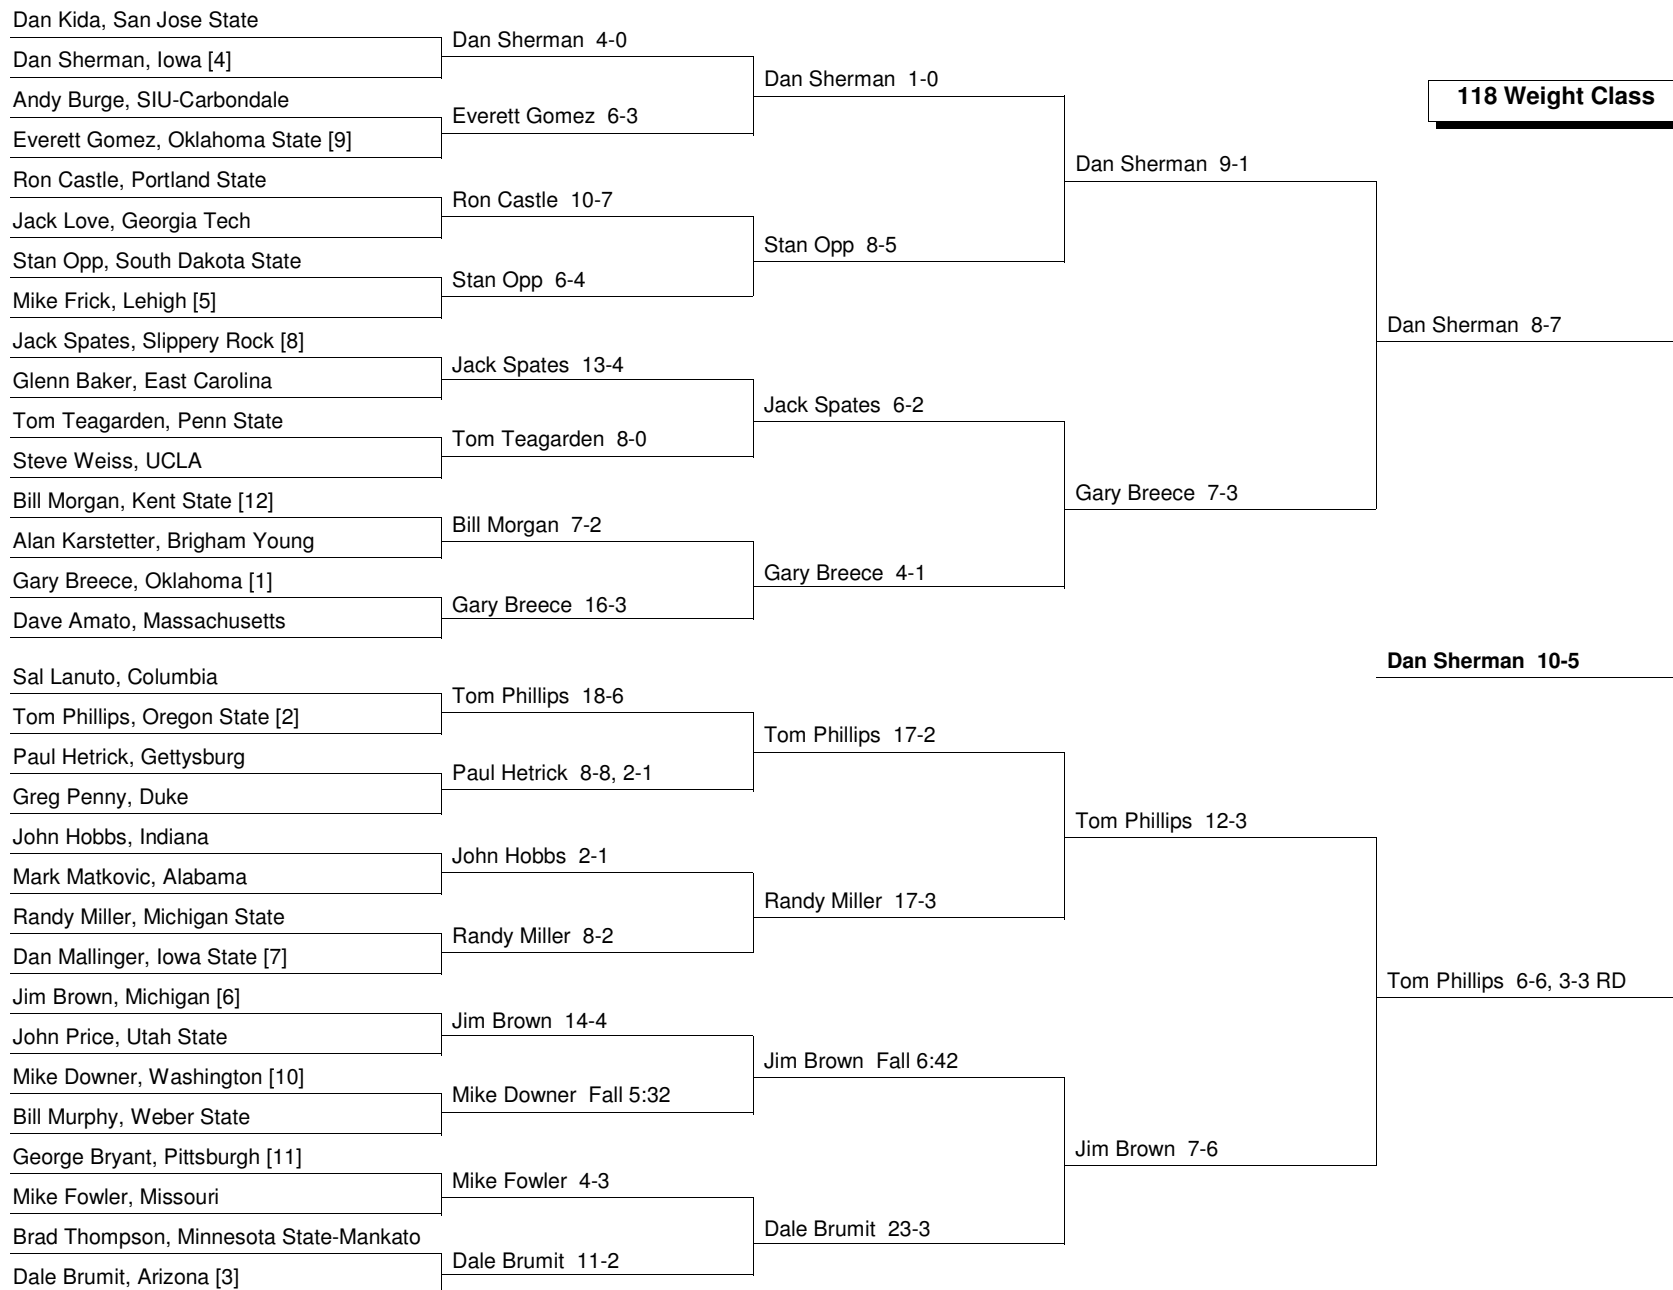 118 Weight Class
Dan Kida, San Jose State
Dan Sherman, Iowa [4]
Andy Burge, SIU-Carbondale
Everett Gomez, Oklahoma State [9]
Ron Castle, Portland State
Jack Love, Georgia Tech
Stan Opp, South Dakota State
Mike Frick, Lehigh [5]
Jack Spates, Slippery Rock [8]
Glenn Baker, East Carolina
Tom Teagarden, Penn State
Steve Weiss, UCLA
Bill Morgan, Kent State [12]
Alan Karstetter, Brigham Young
Gary Breece, Oklahoma [1]
Dave Amato, Massachusetts
Sal Lanuto, Columbia
Tom Phillips, Oregon State [2]
Paul Hetrick, Gettysburg
Greg Penny, Duke
John Hobbs, Indiana
Mark Matkovic, Alabama
Randy Miller, Michigan State
Dan Mallinger, Iowa State [7]
Jim Brown, Michigan [6]
John Price, Utah State
Mike Downer, Washington [10]
Bill Murphy, Weber State
George Bryant, Pittsburgh [11]
Mike Fowler, Missouri
Brad Thompson, Minnesota State-Mankato
Dale Brumit, Arizona [3]
Dan Sherman 4-0
Everett Gomez 6-3
Ron Castle 10-7
Stan Opp 6-4
Jack Spates 13-4
Tom Teagarden 8-0
Bill Morgan 7-2
Gary Breece 16-3
Tom Phillips 18-6
Paul Hetrick 8-8, 2-1
John Hobbs 2-1
Randy Miller 8-2
Jim Brown 14-4
Mike Downer Fall 5:32
Mike Fowler 4-3
Dale Brumit 11-2
Dan Sherman 1-0
Stan Opp 8-5
Jack Spates 6-2
Gary Breece 4-1
Tom Phillips 17-2
Randy Miller 17-3
Jim Brown Fall 6:42
Dale Brumit 23-3
Dan Sherman 9-1
Gary Breece 7-3
Tom Phillips 12-3
Jim Brown 7-6
Dan Sherman 8-7
Tom Phillips 6-6, 3-3 RD
Dan Sherman 10-5